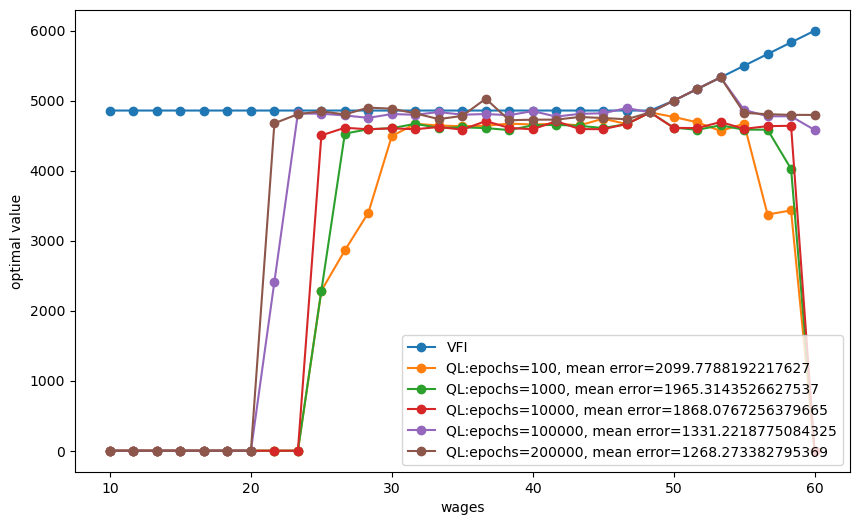 6000
5000
4000
3000
2000
1000
0
optimal value
10
20
30
40
50
60
wages
VFI
QL:epochs=100, mean error=2099.7788192217627
QL:epochs=1000, mean error=1965.3143526627537
QL:epochs=10000, mean error=1868.0767256379665
QL:epochs=100000, mean error=1331.2218775084325
QL:epochs=200000, mean error=1268.273382795369